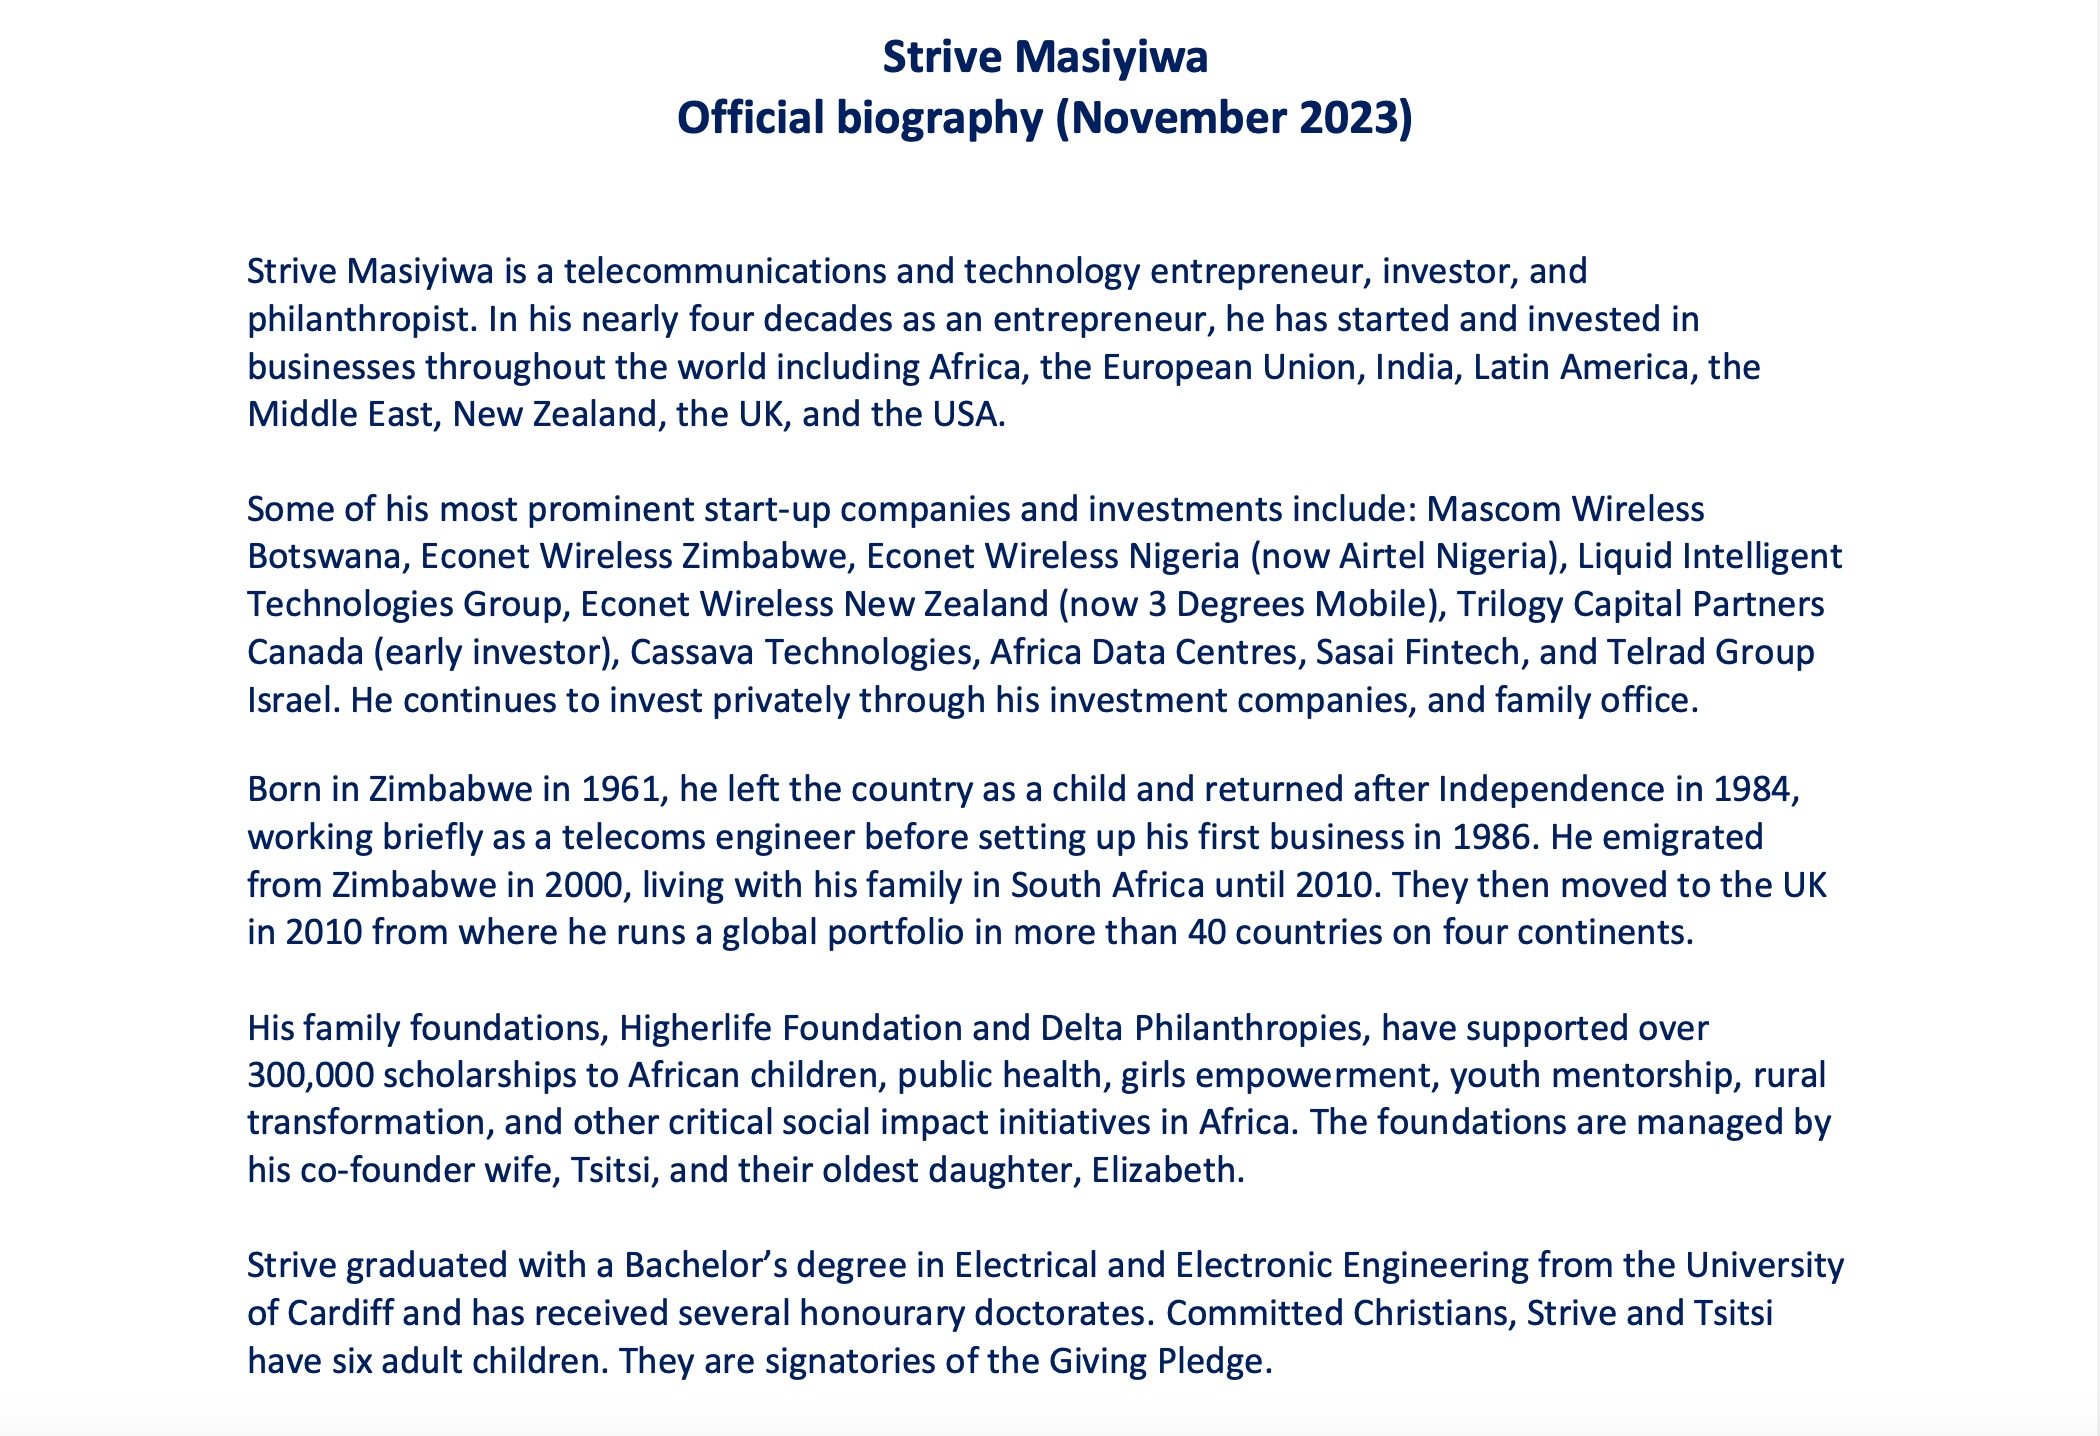 Strive Masiyiwa
Official biography (November 2023)
Strive Masiyiwa is a telecommunications and technology entrepreneur, investor, and
philanthropist. In his nearly four decades as an entrepreneur, he has started and invested in
businesses throughout the world including Africa, the European Union, India, Latin America, the
Middle East, New Zealand, the UK, and the USA.
Some of his most prominent start-up companies and investments include: Mascom Wireless
Botswana, Econet Wireless Zimbabwe, Econet Wireless Nigeria (now Airtel Nigeria), Liquid Intelligent
Technologies Group, Econet Wireless New Zealand (now 3 Degrees Mobile), Trilogy Capital Partners
Canada (early investor), Cassava Technologies, Africa Data Centres, Sasai Fintech, and Telrad Group
Israel. He continues to invest privately through his investment companies, and family office.
Born in Zimbabwe in 1961, he left the country as a child and returned after Independence in 1984,
working briefly as a telecoms engineer before setting up his first business in 1986. He emigrated
from Zimbabwe in 2000, living with his family in South Africa until 2010. They then moved to the UK
in 2010 from where he runs a global portfolio in more than 40 countries on four continents.
His family foundations, Higherlife Foundation and Delta Philanthropies, have supported over
300,000 scholarships to African children, public health, girls empowerment, youth mentorship, rural
transformation, and other critical social impact initiatives in Africa. The foundations are managed by
his co-founder wife, Tsitsi, and their oldest daughter, Elizabeth.
Strive graduated with a Bachelor’s degree in Electrical and Electronic Engineering from the University
of Cardiff and has received several honourary doctorates. Committed Christians, Strive and Tsitsi
have six adult children. They are signatories of the Giving Pledge.